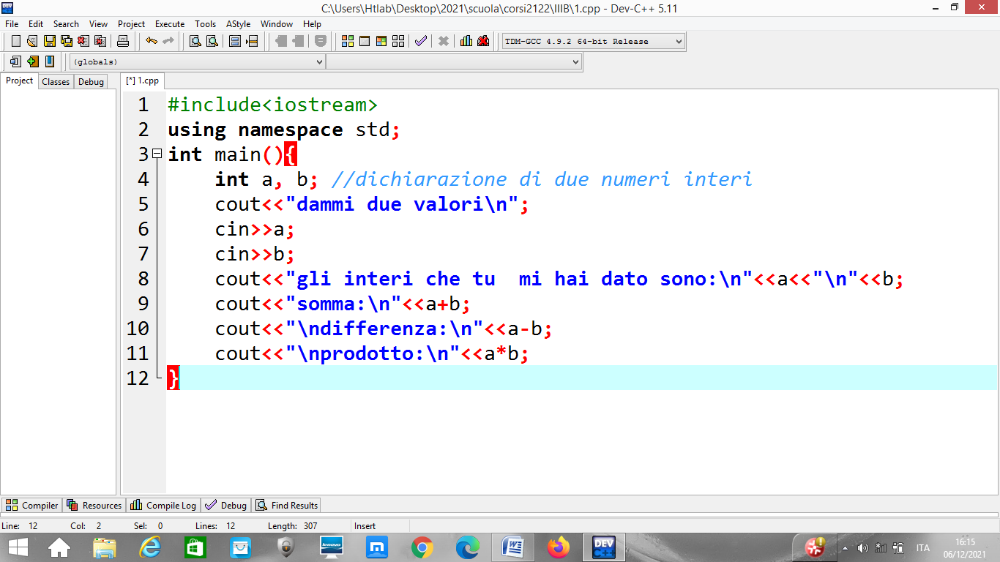 C:\Users\Htlab\Desktop\2021\scuola\corsi2122\IIIB\1.cpp - Dev-C++ 5.11
File Edit Search View Project Execute Tools AStyle Window Help
TDM-GCC 4.9.2 64-bit Release
(globals)
Project Classes Debug [*] 1.cpp
1 #include<iostream>
2 using namespace std;
3 int main(){
4     int a, b; //dichiarazione di due numeri interi
5     cout<<"dammi due valori\n";
6     cin>>a;
7     cin>>b;
8     cout<<"gli interi che tu  mi hai dato sono:\n"<<a<<"\n"<<b;
9     cout<<"somma:\n"<<a+b;
10     cout<<"\ndifferenza:\n"<<a-b;
11     cout<<"\nprodotto:\n"<<a*b;
12 }
Compiler Resources Compile Log Debug Find Results
Line: 12 Col: 2 Sel: 0 Lines: 12 Length: 307 Insert
lenovo
DEV C++
ITA
16:15
06/12/2021